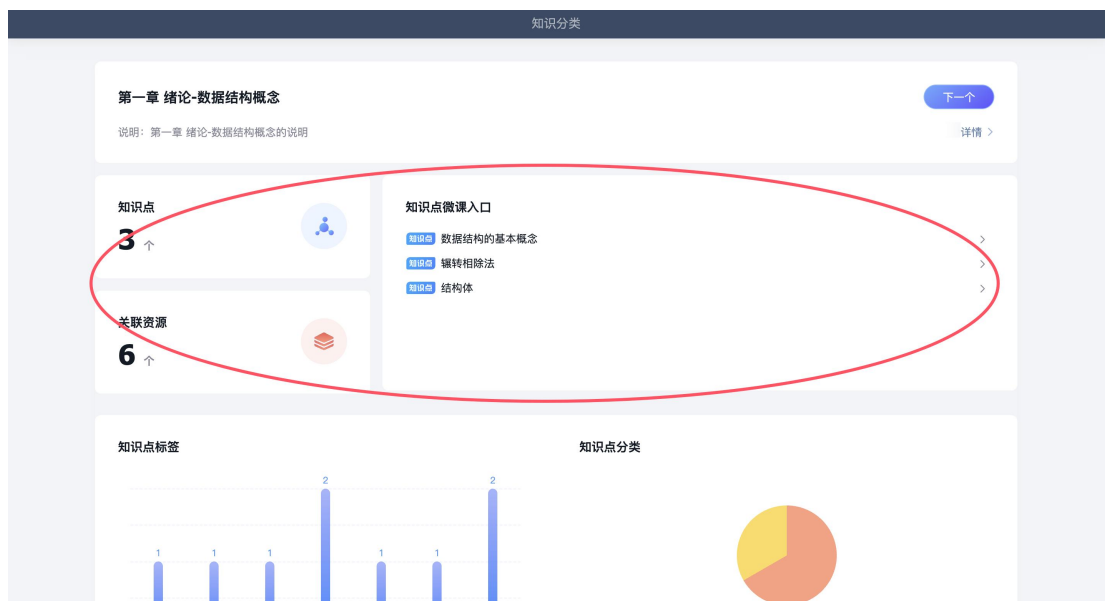 知识分类
第一章 绪论-数据结构概念
下一个
说明：第一章 绪论-数据结构概念的说明
详情
知识点
3 个
关联资源
6 个
知识点微课入口
知识点 数据结构的基本概念
知识点 辗转相除法
知识点 结构体
知识点标签
1 1 1 2 1 1 2
知识点分类